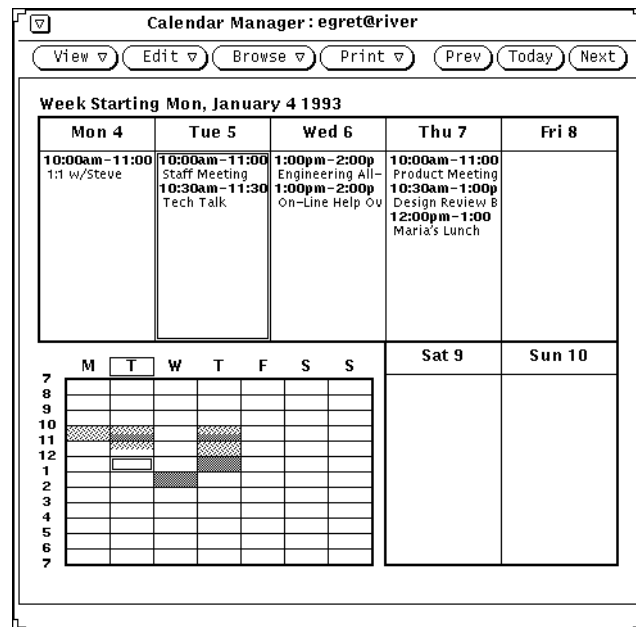 Calendar Manager : egret@river
View Edit Browse Print Prev Today Next
Week Starting Mon, January 4 1993
Mon 4 Tue 5 Wed 6 Thu 7 Fri 8
10:00am-11:00
1:1 w/Steve
10:00am-11:00
Staff Meeting
10:30am-11:30
Tech Talk
1:00pm-2:00p
Engineering All-
1:00pm-2:00p
On-Line Help Ov
10:00am-11:00
Product Meeting
10:30am-1:00p
Design Review B
12:00pm-1:00
Maria's Lunch
M T W T F S S
7
8
9
10
11
12
1
2
3
4
5
6
7
Sat 9 Sun 10